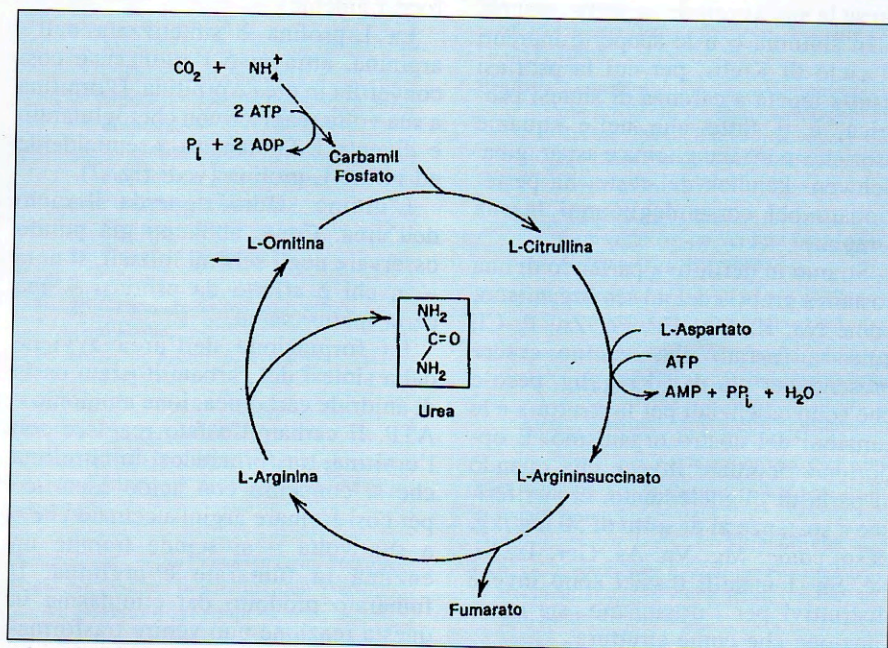 CO₂ + NH₄⁺
2 ATP
Pi + 2 ADP
Carbamil
Fosfato
L-Ornitina
L-Citrullina
NH₂
C=O
NH₂
Urea
L-Aspartato
ATP
AMP + PPi + H₂O
L-Arginina
L-Argininsuccinato
Fumarato